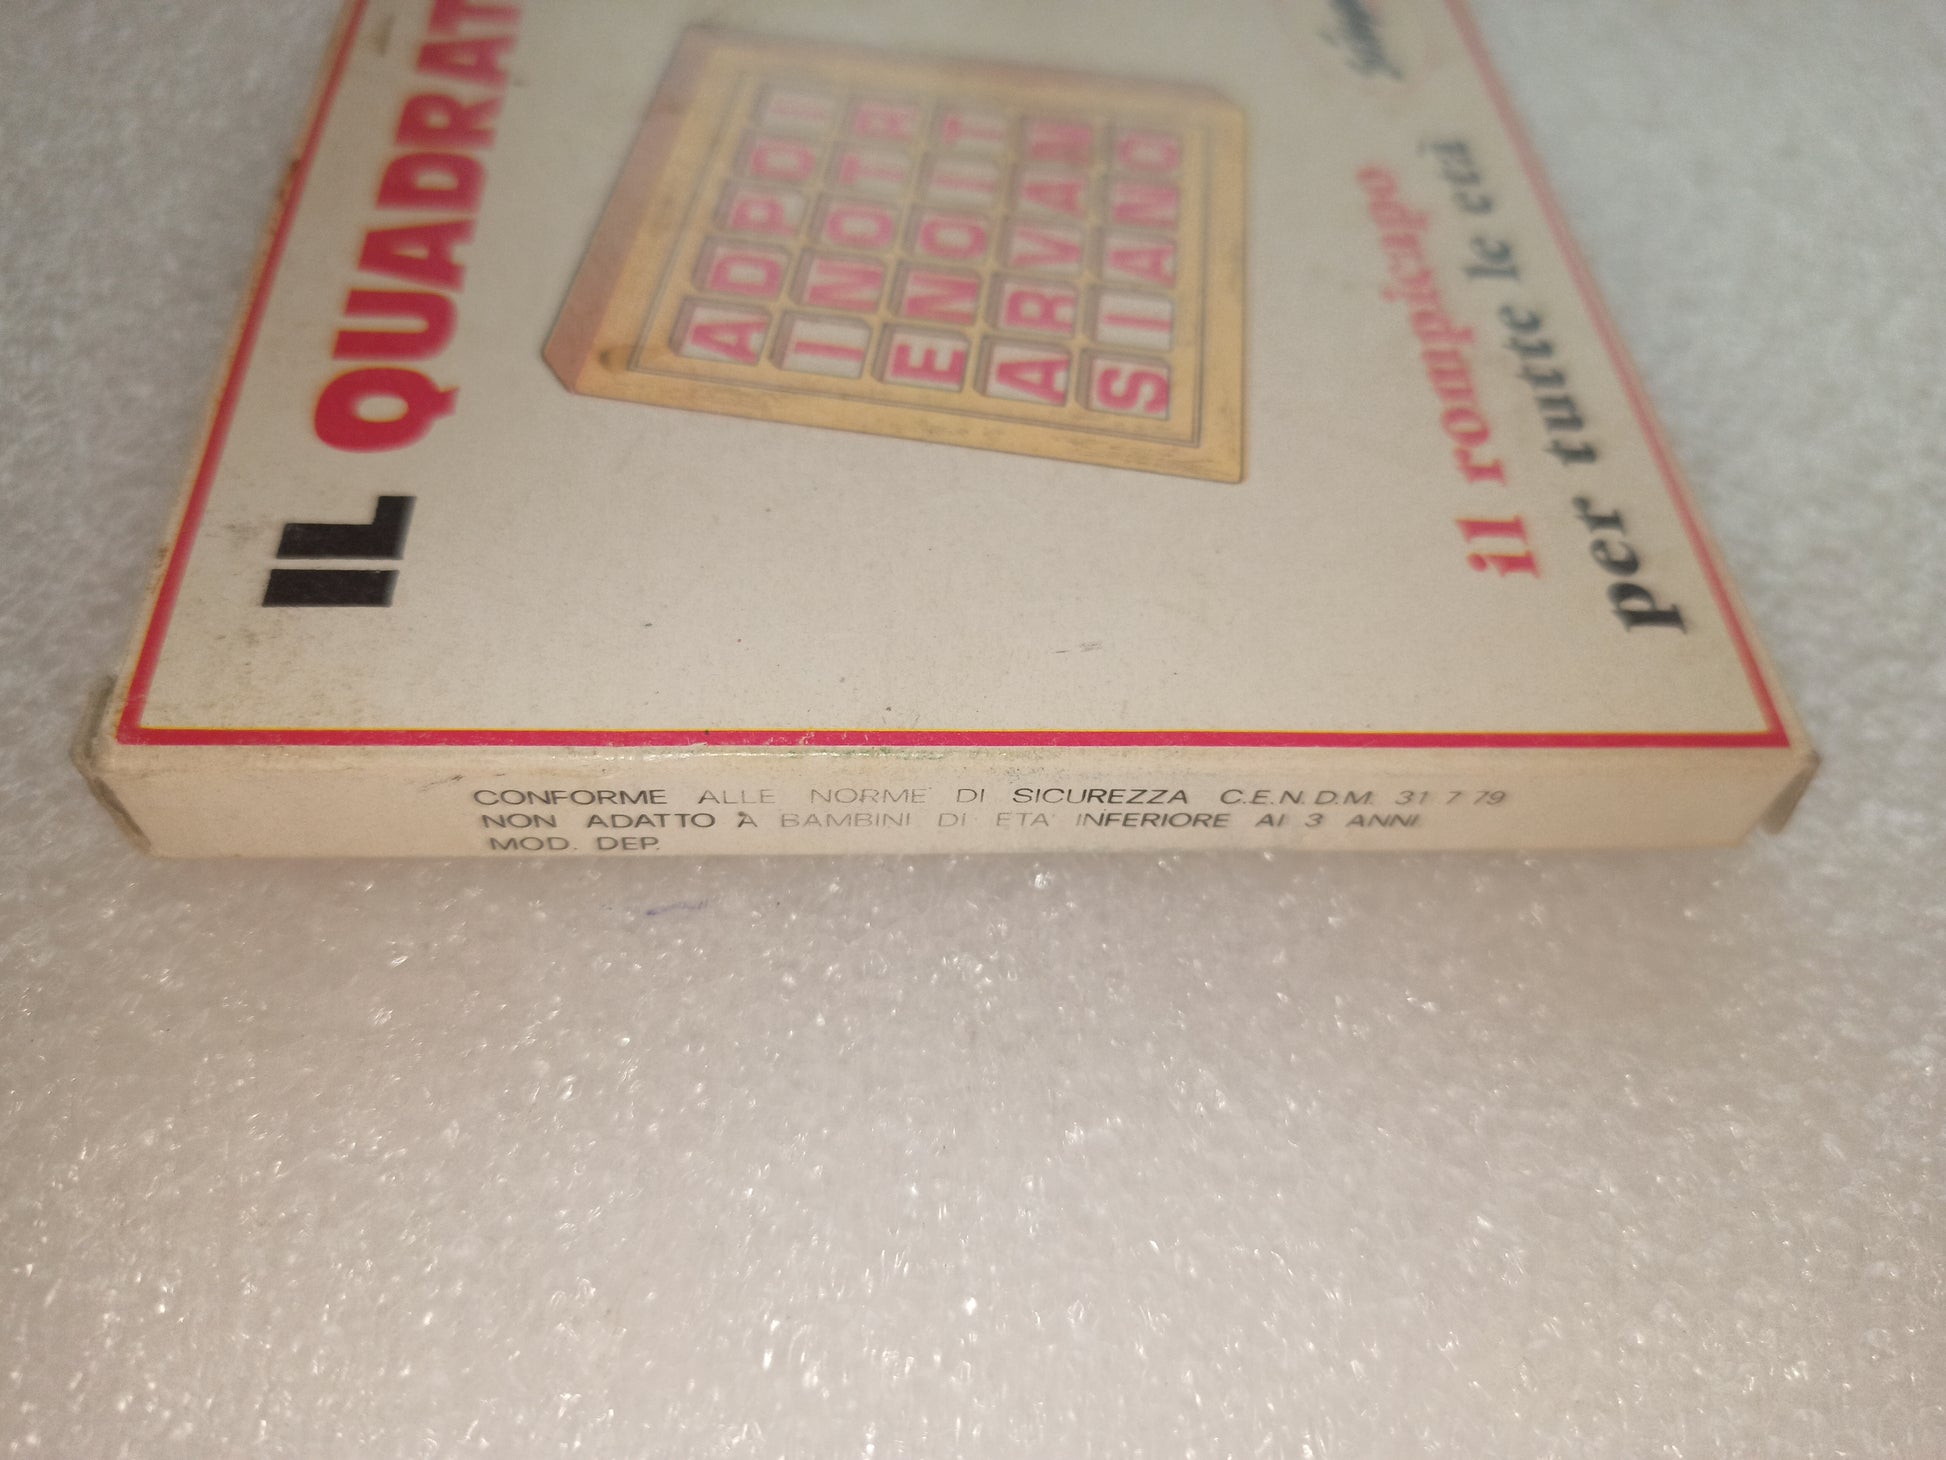 IL QUADRAT
ADPOI
INOTR
ENOIT
ARVAM
SIANC
il rompicapo
per tutte le età
CONFORME ALLE NORME DI SICUREZZA C.E.N.D.M. 31 7 79
NON ADATTO A BAMBINI DI ETA' INFERIORE AI 3 ANNI
MOD. DEP.